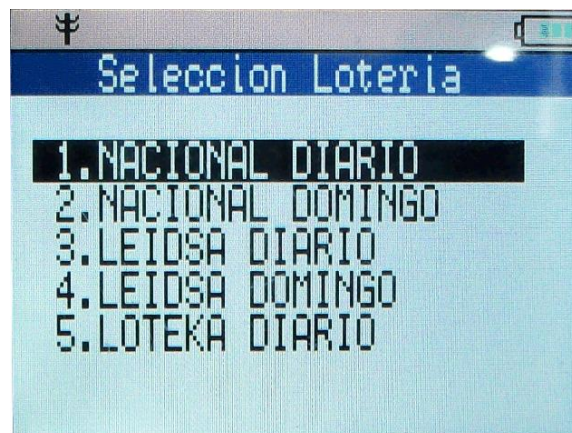 Seleccion Loteria
1.NACIONAL DIARIO
2.NACIONAL DOMINGO
3.LEIDSA DIARIO
4.LEIDSA DOMINGO
5.LOTEKA DIARIO